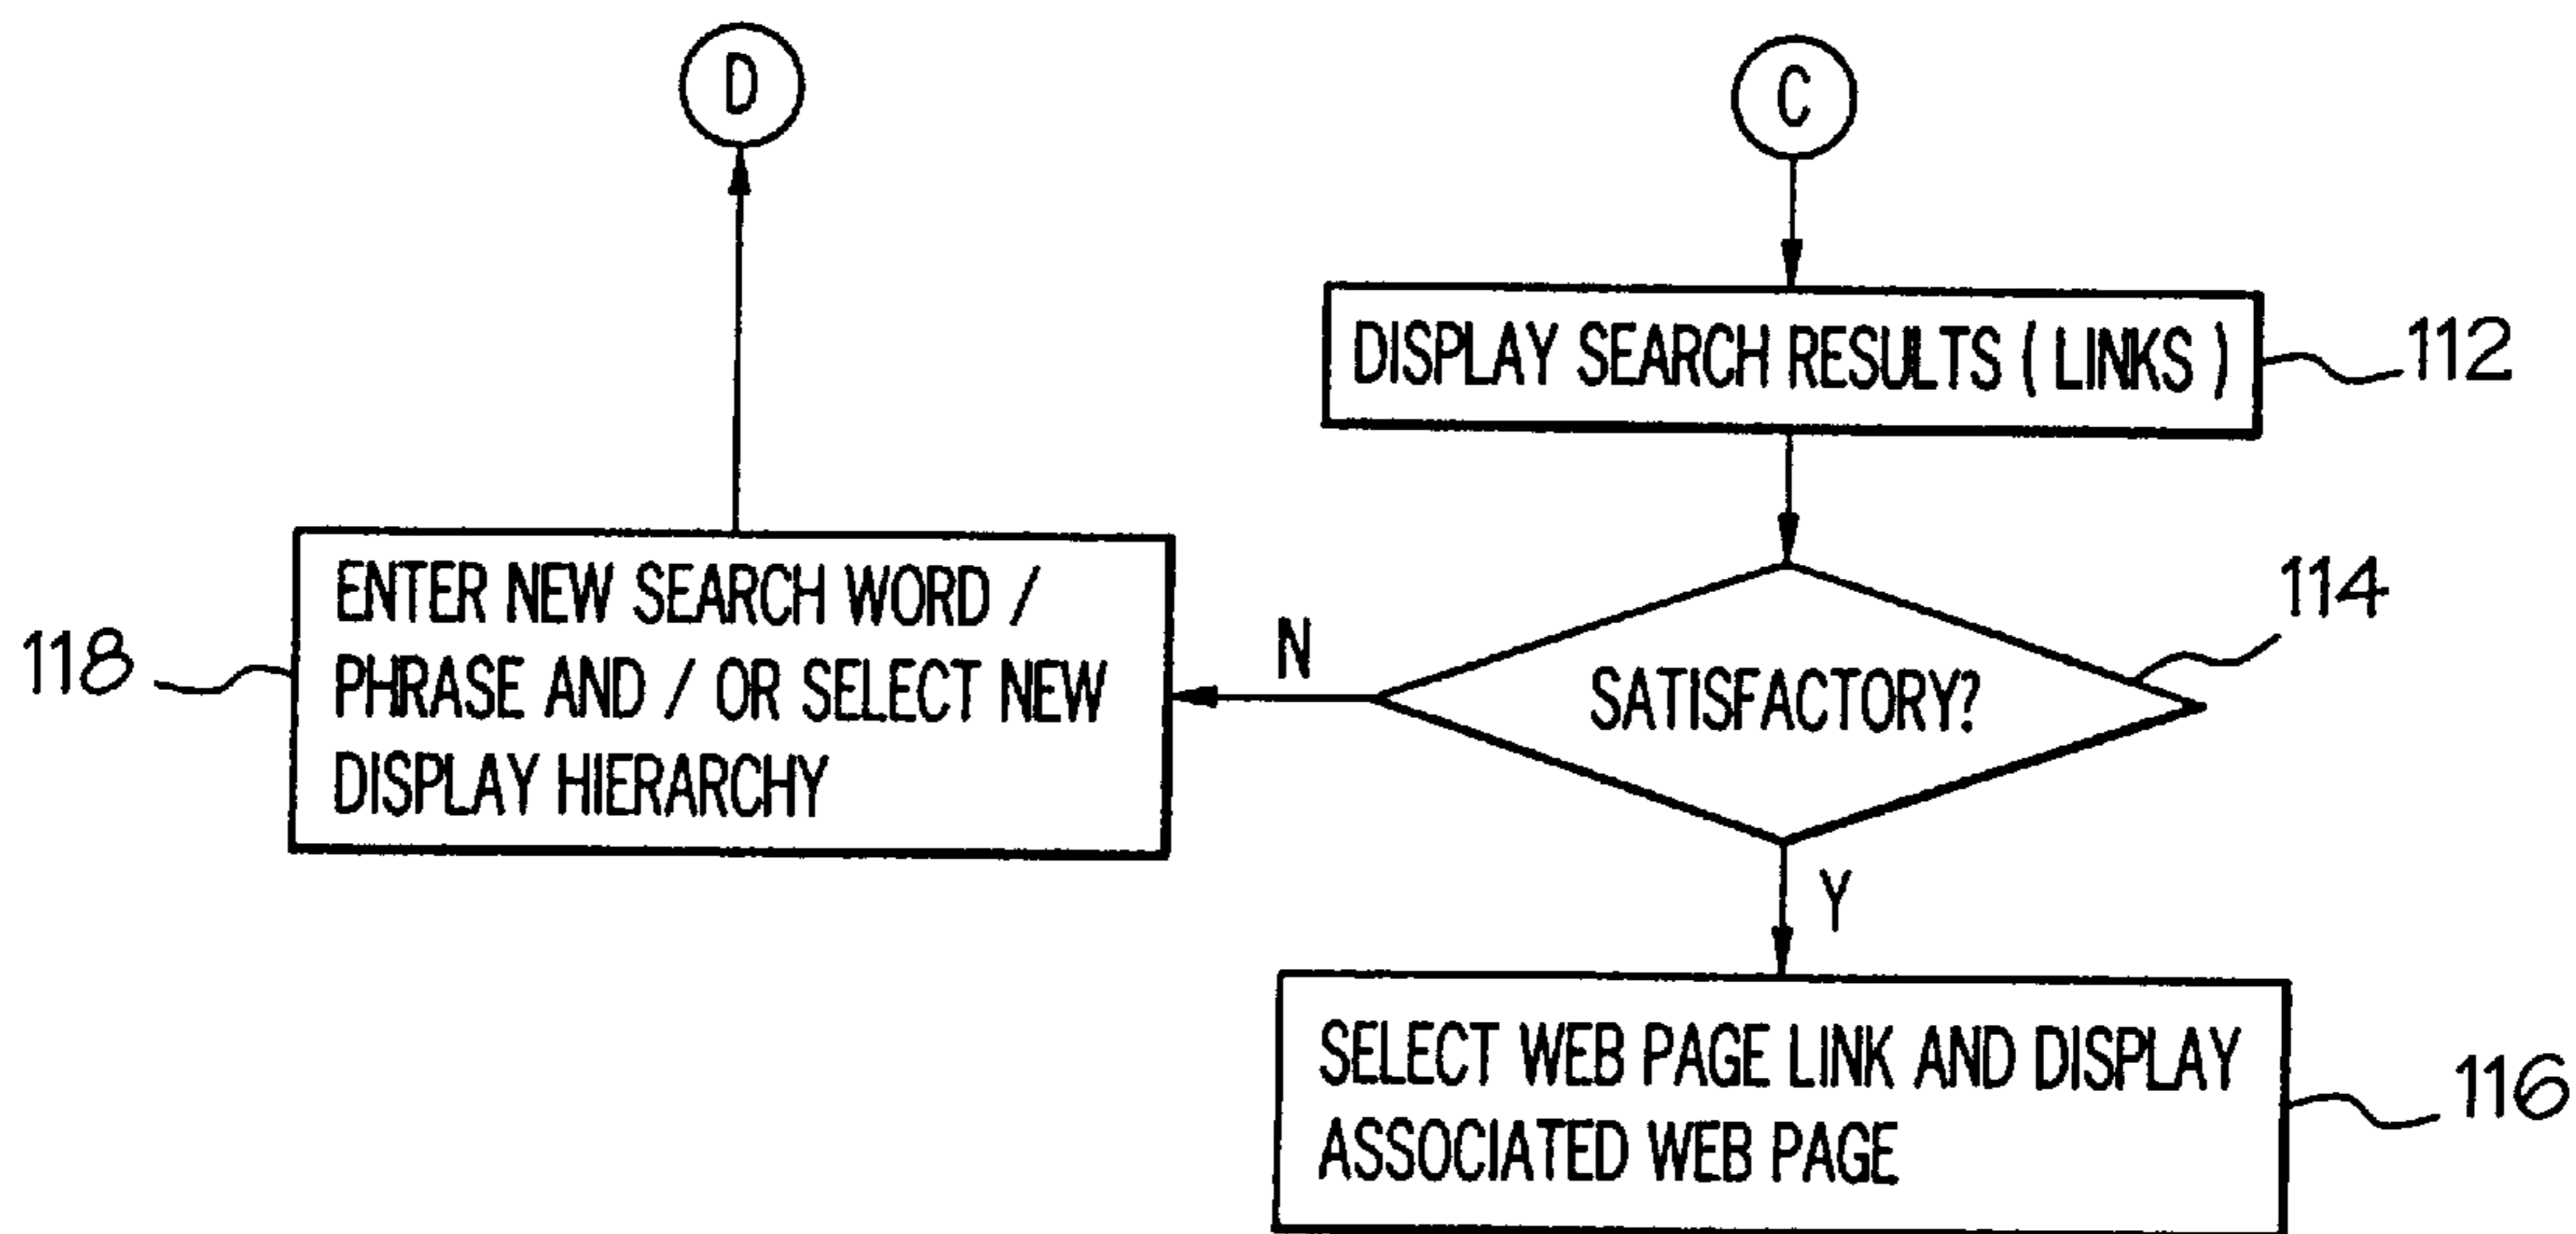 D
C
DISPLAY SEARCH RESULTS ( LINKS )
112
114
118
ENTER NEW SEARCH WORD /
PHRASE AND / OR SELECT NEW
DISPLAY HIERARCHY
N
SATISFACTORY?
Y
SELECT WEB PAGE LINK AND DISPLAY
ASSOCIATED WEB PAGE
116